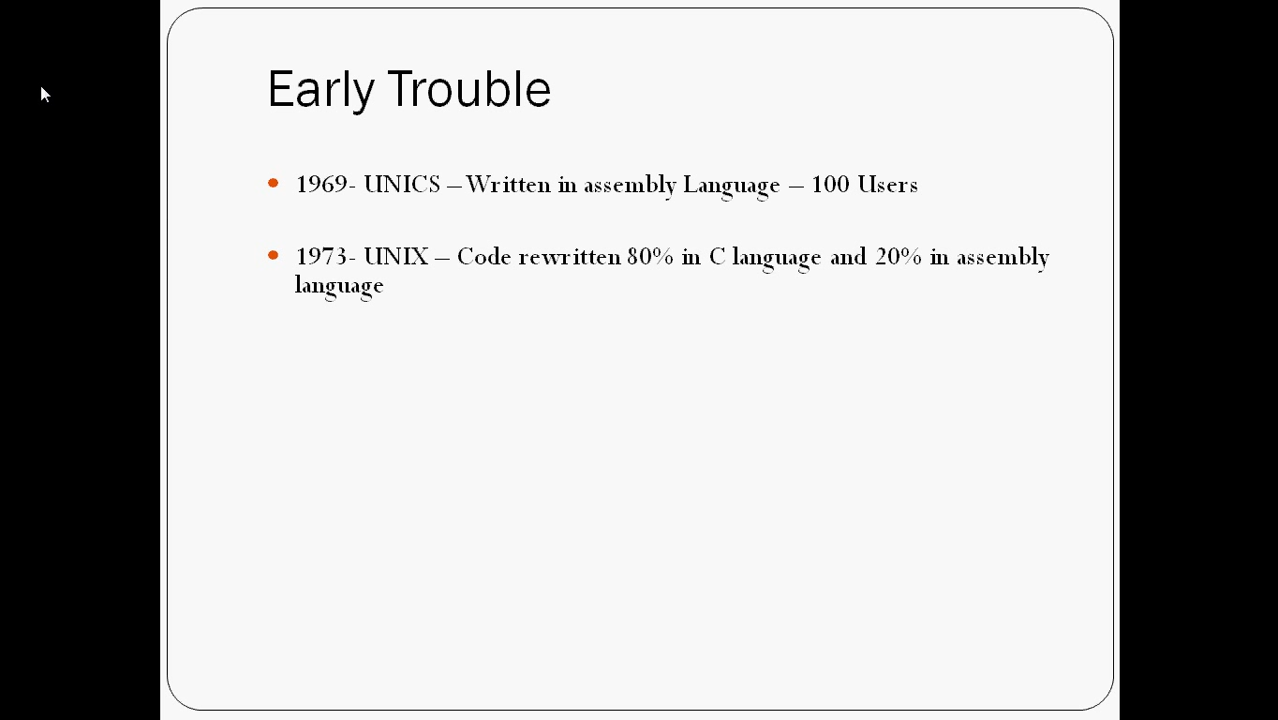 Early Trouble
1969- UNICS – Written in assembly Language – 100 Users
1973- UNIX – Code rewritten 80% in C language and 20% in assembly
language